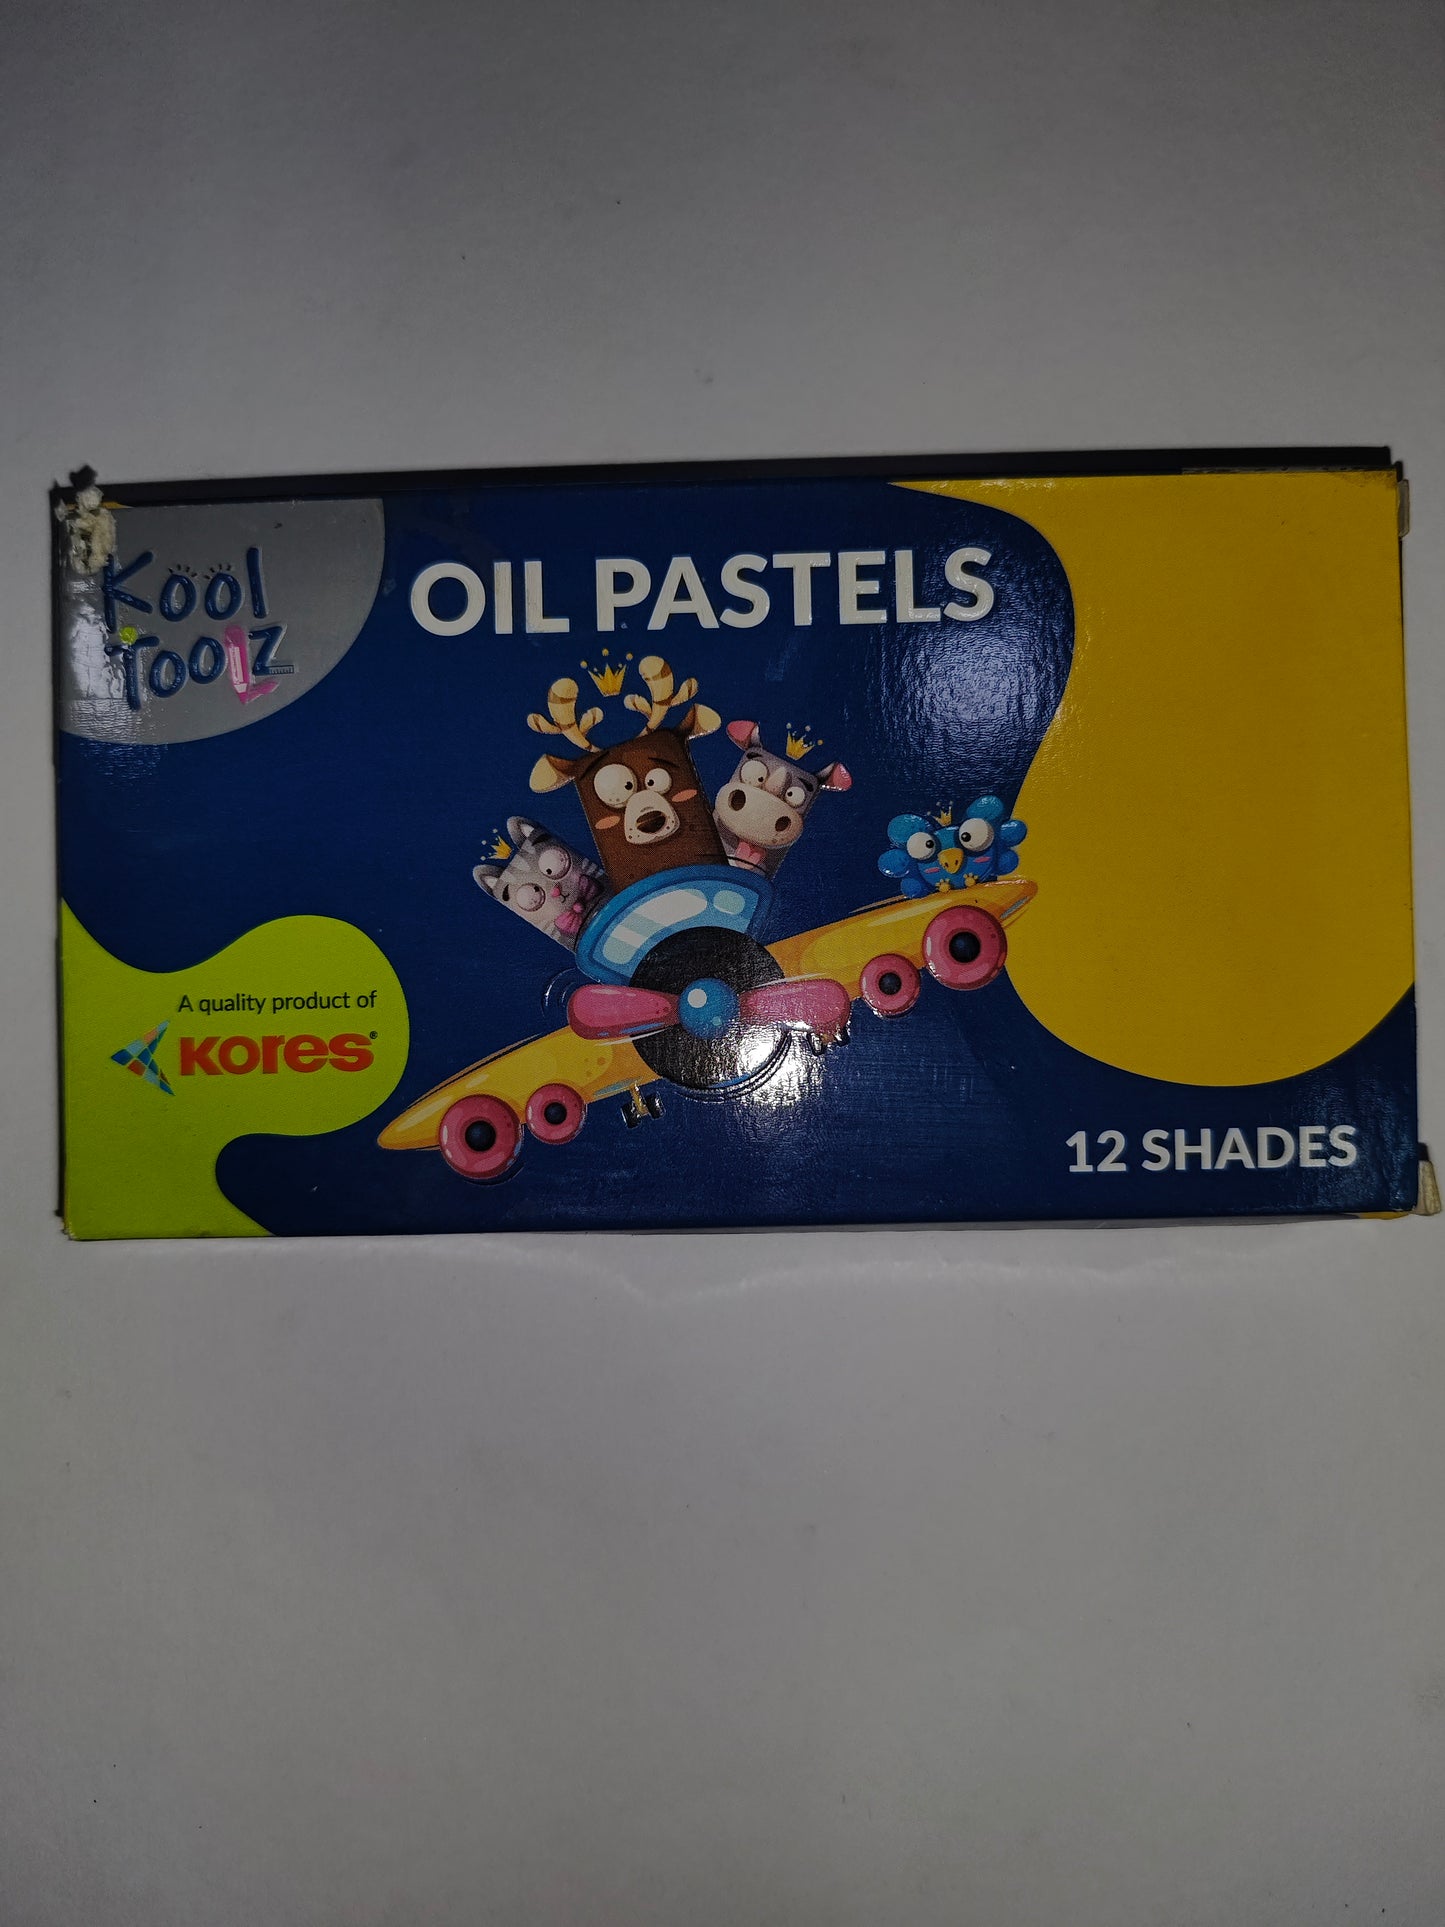 Kool
Toolz
OIL PASTELS
A quality product of
Kores®
12 SHADES